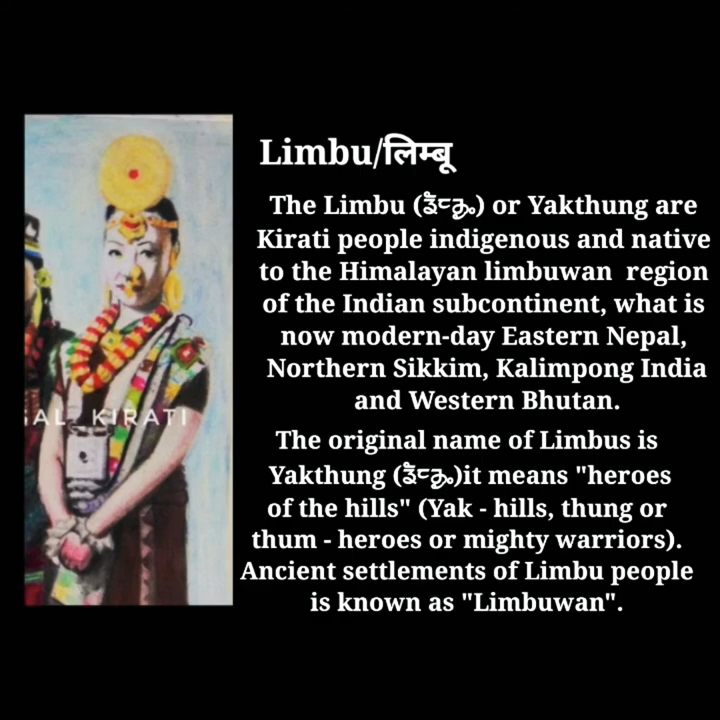 Limbu/लिम्बू
The Limbu (ᤕᤰᤌᤢᤱ) or Yakthung are
Kirati people indigenous and native
to the Himalayan limbuwan region
of the Indian subcontinent, what is
now modern-day Eastern Nepal,
Northern Sikkim, Kalimpong India
and Western Bhutan.
The original name of Limbus is
Yakthung (ᤕᤰᤌᤢᤱ)it means "heroes
of the hills" (Yak - hills, thung or
thum - heroes or mighty warriors).
Ancient settlements of Limbu people
is known as "Limbuwan".
KIRATI